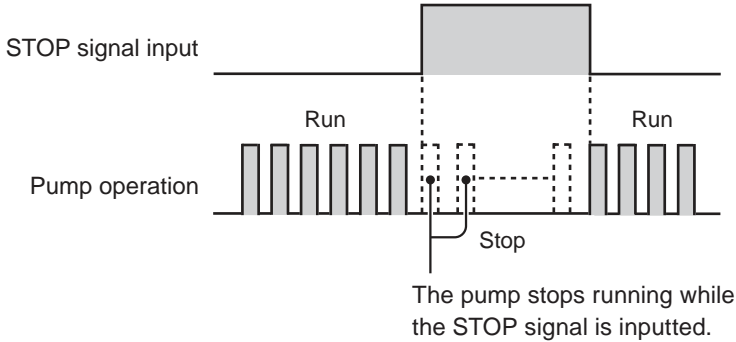 STOP signal input
Run
Run
Pump operation
Stop
The pump stops running while
the STOP signal is inputted.